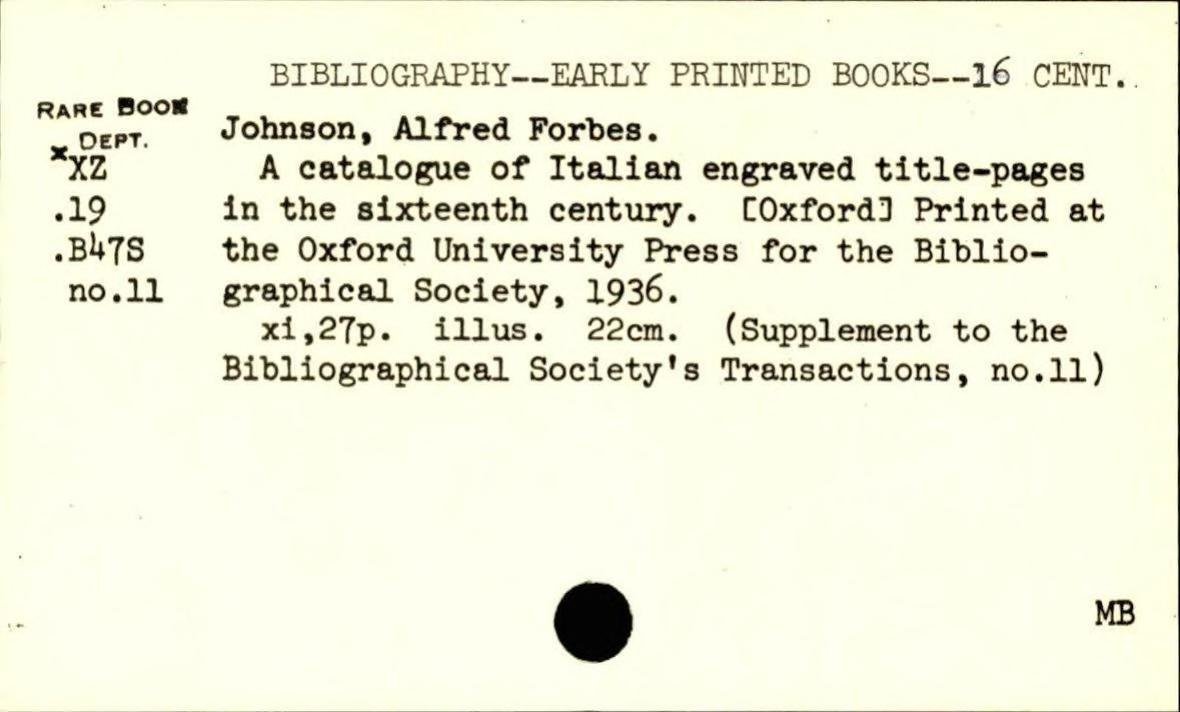 BIBLIOGRAPHY--EARLY PRINTED BOOKS--16 CENT.
RARE BOOK
DEPT.
Johnson, Alfred Forbes.
*XZ A catalogue of Italian engraved title-pages
.19 in the sixteenth century. [Oxford] Printed at
.B47S the Oxford University Press for the Biblio-
no.11 graphical Society, 1936.
xi,27p. illus. 22cm. (Supplement to the
Bibliographical Society's Transactions, no.11)
MB